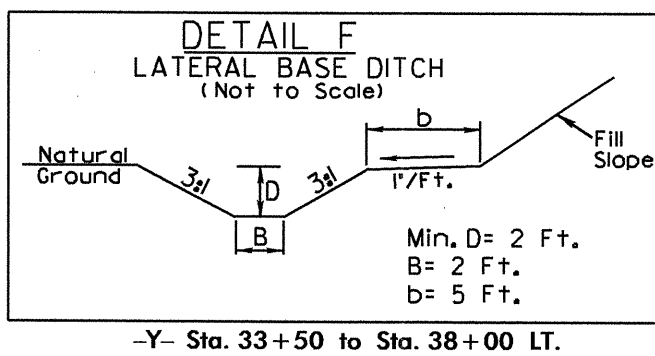 DETAIL F
LATERAL BASE DITCH
(Not to Scale)
b
Natural
Ground
3:1
D
3:1
1"/Ft.
Fill
Slope
B
Min. D= 2 Ft.
B= 2 Ft.
b= 5 Ft.
-Y- Sta. 33+50 to Sta. 38+00 LT.